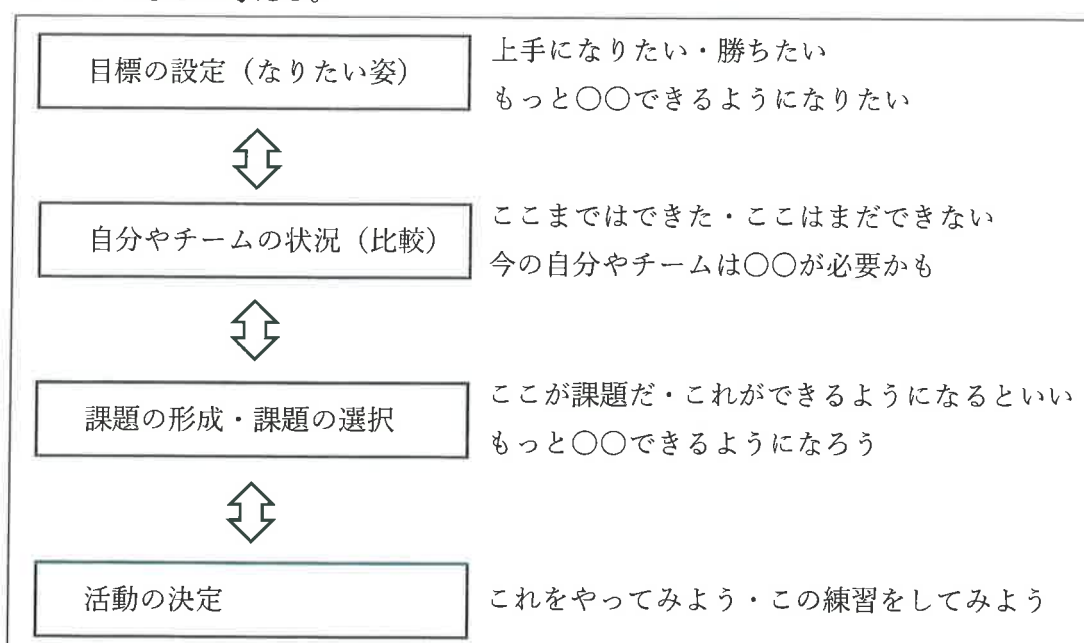 目標の設定（なりたい姿）
上手になりたい・勝ちたい
もっと○○できるようになりたい
自分やチームの状況（比較）
ここまではできた・ここはまだできない
今の自分やチームは○○が必要かも
課題の形成・課題の選択
ここが課題だ・これができるようになるといい
もっと○○できるようになろう
活動の決定
これをやってみよう・この練習をしてみよう